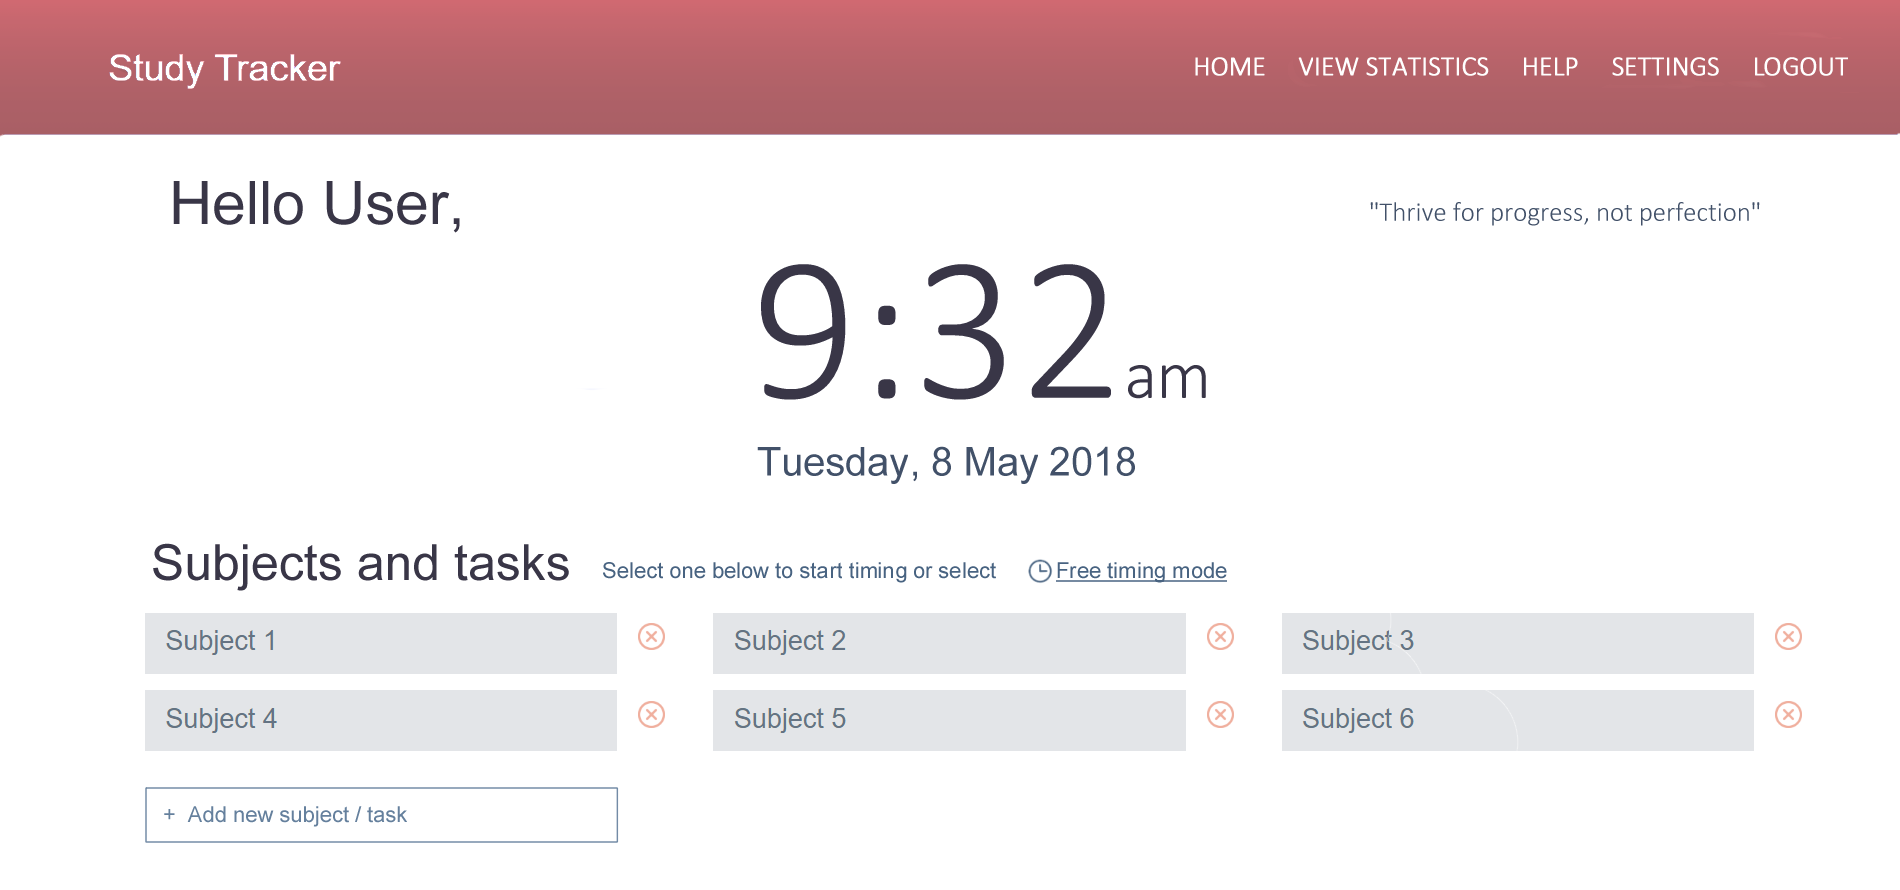 Study Tracker
HOME VIEW STATISTICS HELP SETTINGS LOGOUT
Hello User,
"Thrive for progress, not perfection"
9:32 am
Tuesday, 8 May 2018
Subjects and tasks
Select one below to start timing or select Free timing mode
Subject 1
Subject 2
Subject 3
Subject 4
Subject 5
Subject 6
+ Add new subject / task